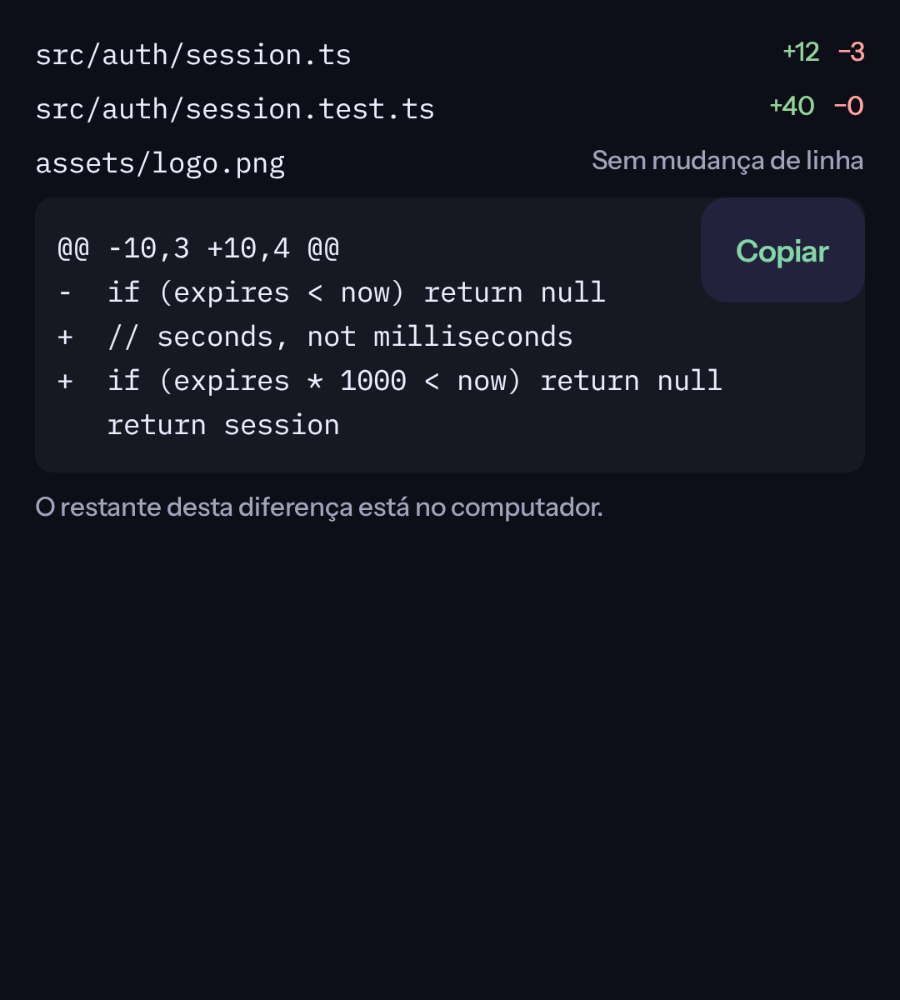 src/auth/session.ts +12 −3
src/auth/session.test.ts +40 −0
assets/logo.png Sem mudança de linha
@@ -10,3 +10,4 @@
Copiar
-  if (expires < now) return null
+  // seconds, not milliseconds
+  if (expires * 1000 < now) return null
   return session
O restante desta diferença está no computador.